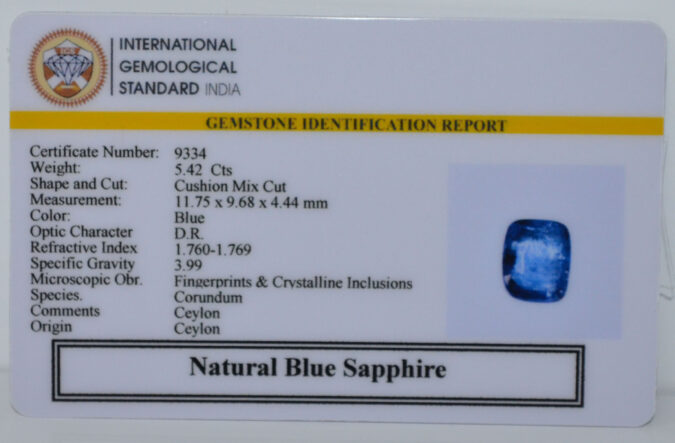 INTERNATIONAL
GEMOLOGICAL
STANDARD INDIA
GEMSTONE IDENTIFICATION REPORT
Certificate Number: 9334
Weight: 5.42 Cts
Shape and Cut: Cushion Mix Cut
Measurement: 11.75 x 9.68 x 4.44 mm
Color: Blue
Optic Character D.R.
Refractive Index 1.760-1.769
Specific Gravity 3.99
Microscopic Obr. Fingerprints & Crystalline Inclusions
Species. Corundum
Comments Ceylon
Origin Ceylon
Natural Blue Sapphire